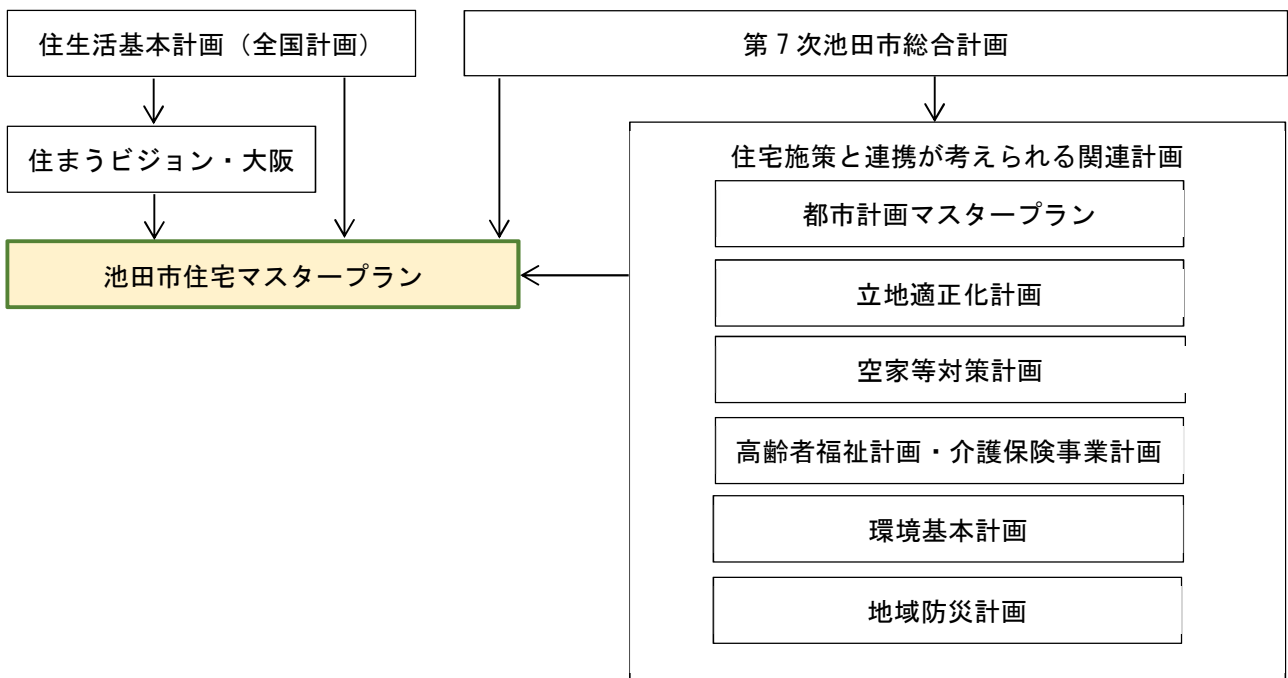 住生活基本計画（全国計画）
第７次池田市総合計画
住まうビジョン・大阪
池田市住宅マスタープラン
住宅施策と連携が考えられる関連計画
都市計画マスタープラン
立地適正化計画
空家等対策計画
高齢者福祉計画・介護保険事業計画
環境基本計画
地域防災計画